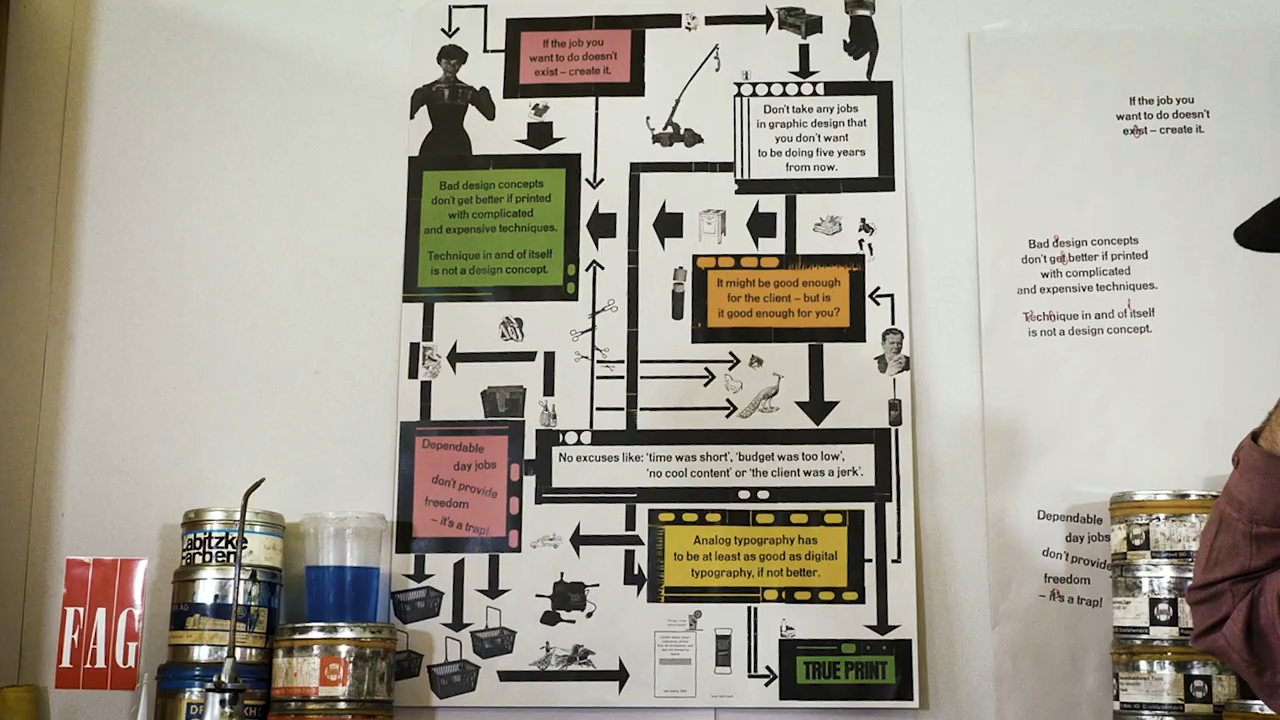 If the job you
want to do doesn't
exist – create it.
Don't take any jobs
in graphic design that
you don't want
to be doing five years
from now.
Bad design concepts
don't get better if printed
with complicated
and expensive techniques.
Technique in and of itself
is not a design concept.
It might be good enough
for the client – but is
it good enough for you?
Dependable
day jobs
don't provide
freedom
– it's a trap!
No excuses like: 'time was short', 'budget was too low',
'no cool content' or 'the client was a jerk'.
Analog typography has
to be at least as good as digital
typography, if not better.
TRUE PRINT
If the job you
want to do doesn't
exist – create it.
Bad design concepts
don't get better if printed
with complicated
and expensive techniques.
Technique in and of itself
is not a design concept.
Dependable
day jobs
don't provide
freedom
– it's a trap!
Labitzke
Farben
FAG